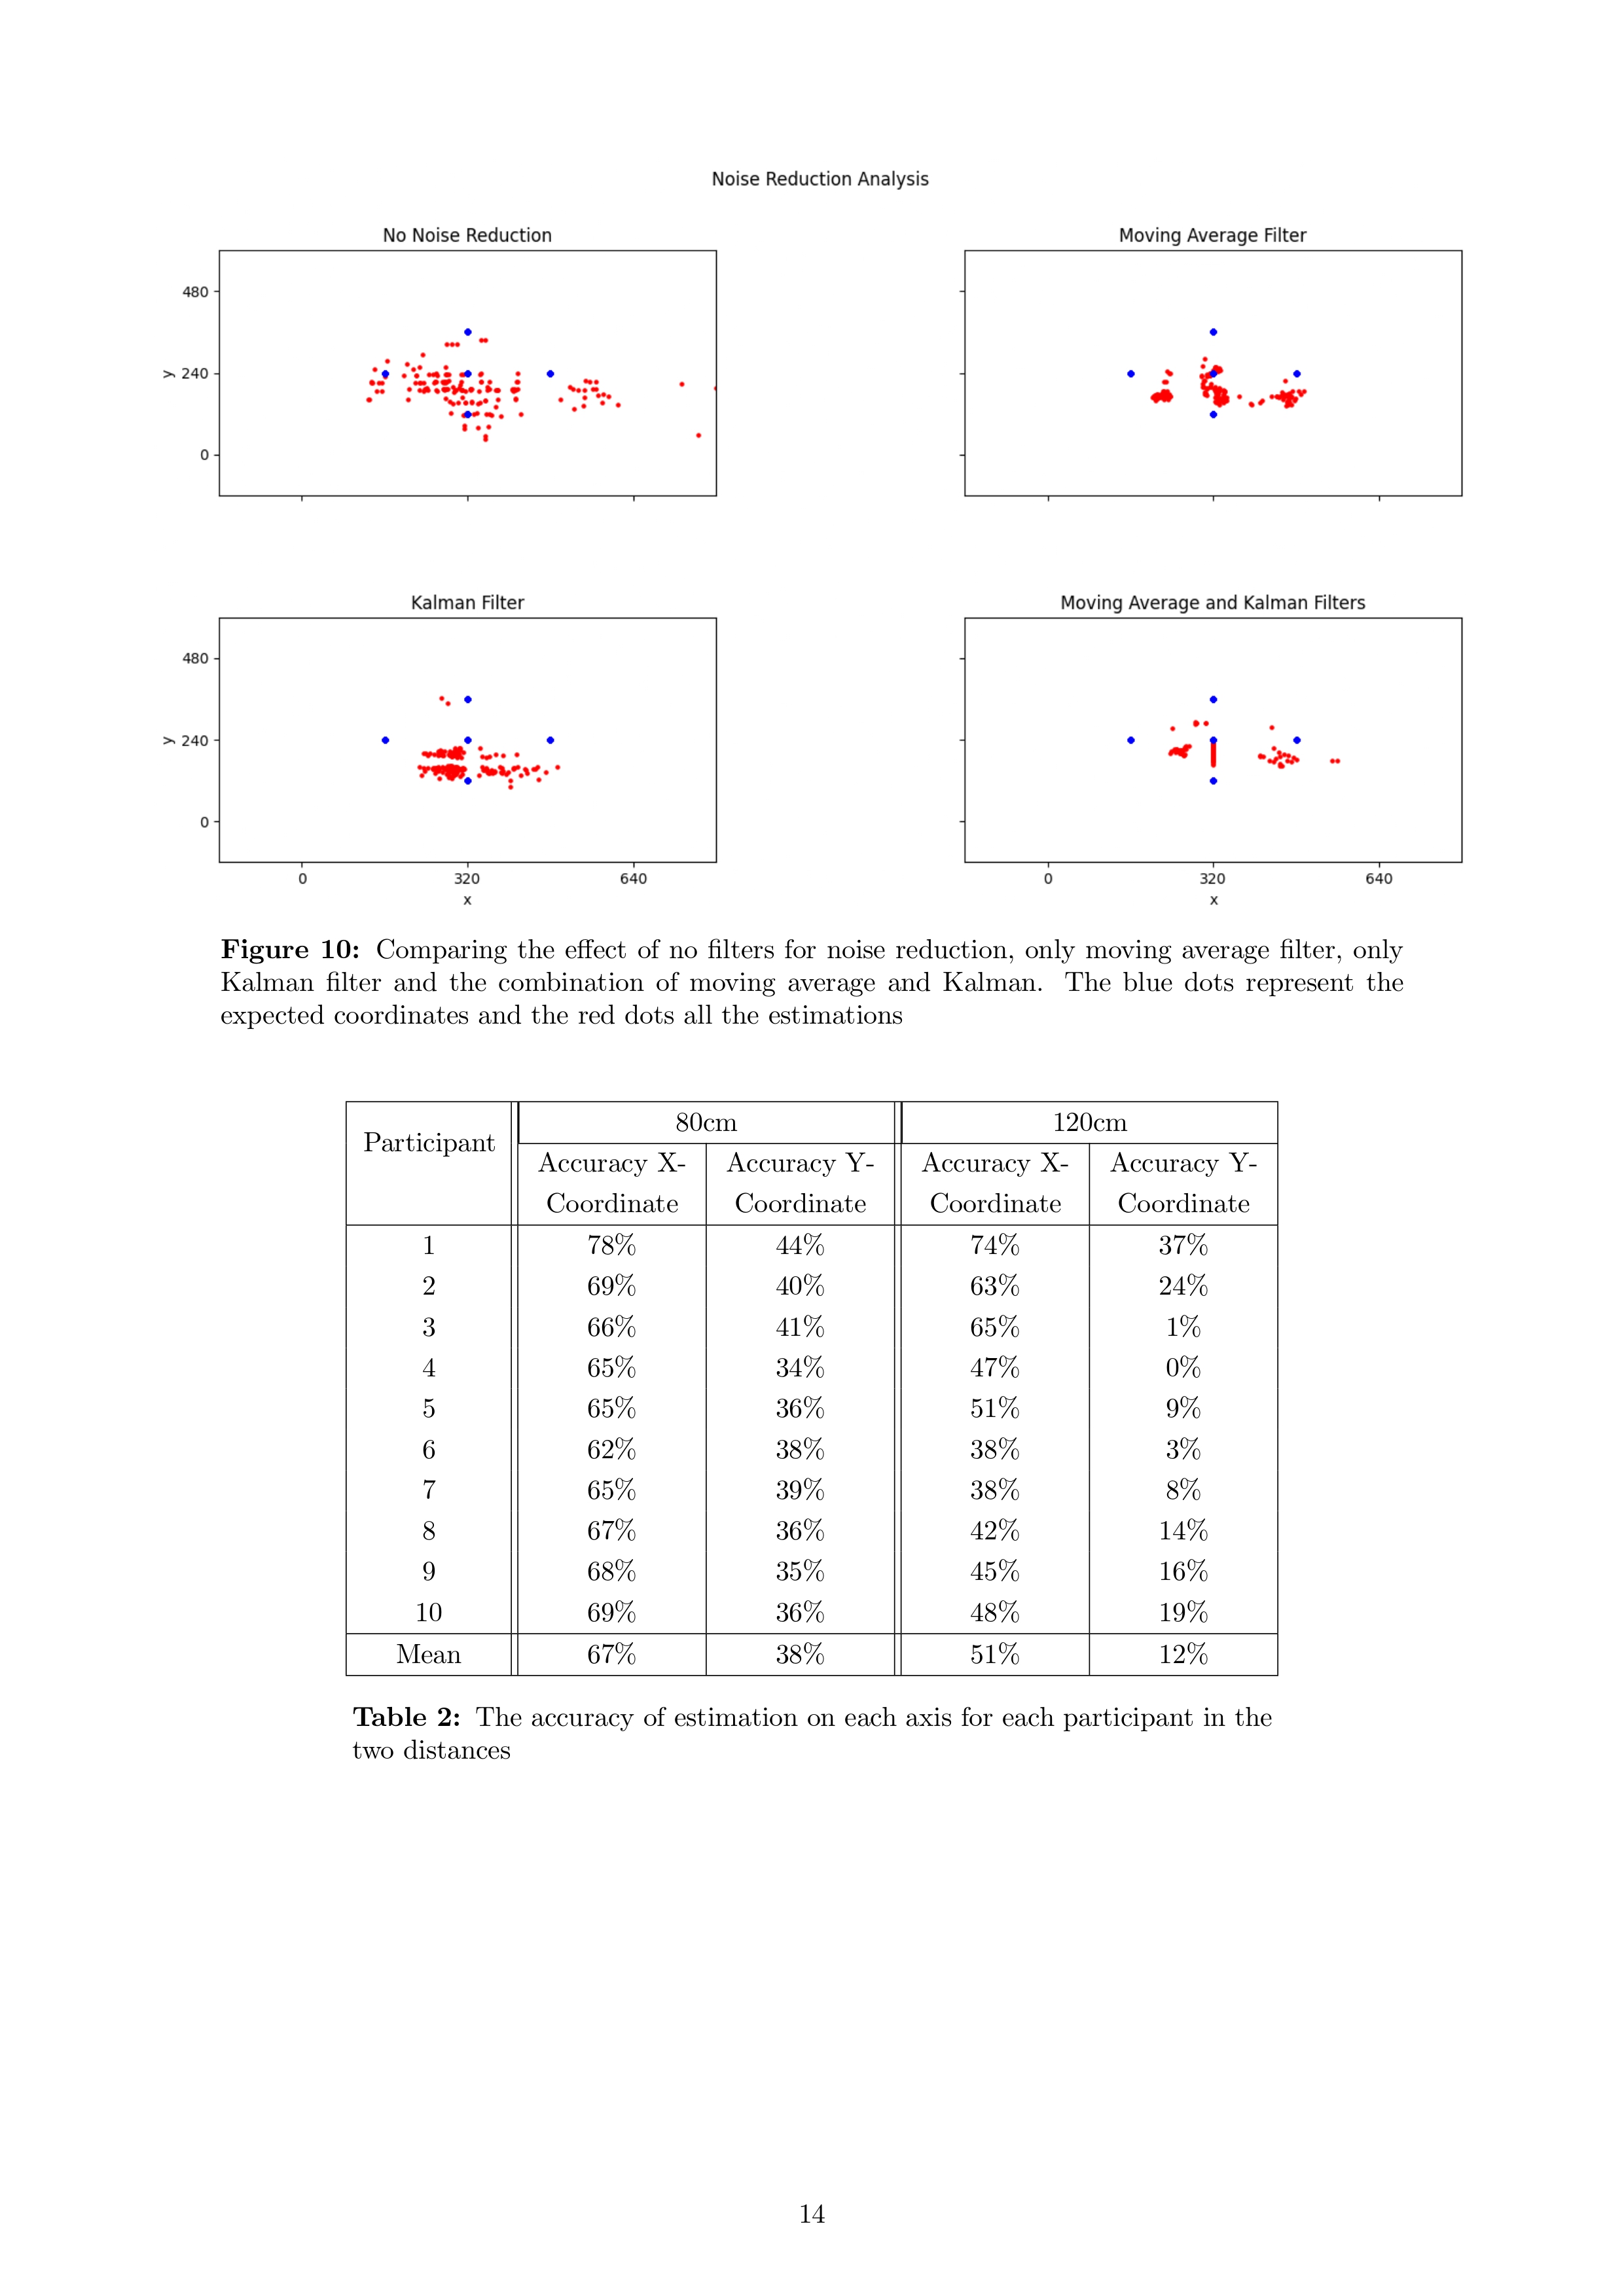 Noise Reduction Analysis
No Noise Reduction
Moving Average Filter
480
y
240
0
Kalman Filter
Moving Average and Kalman Filters
480
y
240
0
0
320
640
x
0
320
640
x
Figure 10: Comparing the effect of no filters for noise reduction, only moving average filter, only
Kalman filter and the combination of moving average and Kalman. The blue dots represent the
expected coordinates and the red dots all the estimations
Participant
80cm
120cm
Accuracy X-
Coordinate
Accuracy Y-
Coordinate
Accuracy X-
Coordinate
Accuracy Y-
Coordinate
1 78% 44% 74% 37%
2 69% 40% 63% 24%
3 66% 41% 65% 1%
4 65% 34% 47% 0%
5 65% 36% 51% 9%
6 62% 38% 38% 3%
7 65% 39% 38% 8%
8 67% 36% 42% 14%
9 68% 35% 45% 16%
10 69% 36% 48% 19%
Mean 67% 38% 51% 12%
Table 2: The accuracy of estimation on each axis for each participant in the
two distances
14